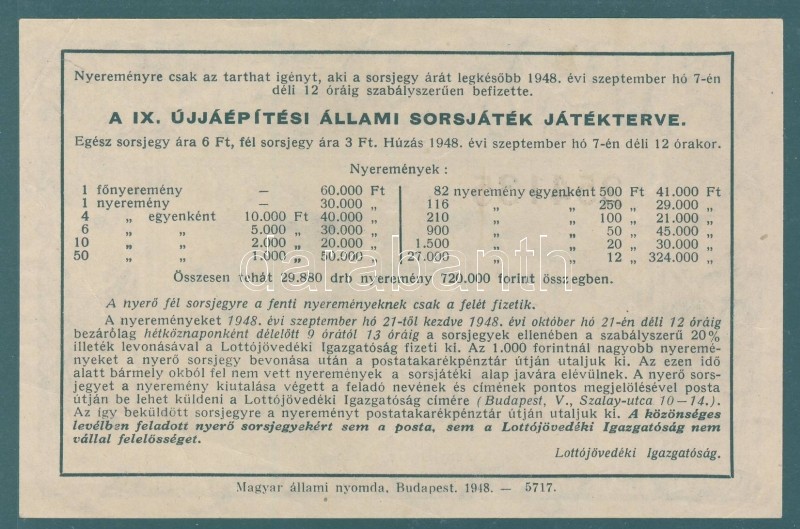 Nyereményre csak az tarthat igényt, aki a sorsjegy árát legkésőbb 1948. évi szeptember hó 7-én
déli 12 óráig szabályszerűen befizette.
A IX. ÚJJÁÉPÍTÉSI ÁLLAMI SORSJÁTÉK JÁTÉKTERVE.
Egész sorsjegy ára 6 Ft, fél sorsjegy ára 3 Ft. Húzás 1948. évi szeptember hó 7-én déli 12 órakor.
Nyeremények :
1 főnyeremény — 60.000 Ft 82 nyeremény egyenként 500 Ft 41.000 Ft
1 nyeremény — 30.000 „ 116 „ „ 250 „ 29.000 „
4 „ egyenként 10.000 Ft 40.000 „ 210 „ „ 100 „ 21.000 „
6 „ „ 5.000 „ 30.000 „ 900 „ „ 50 „ 45.000 „
10 „ „ 2.000 „ 20.000 „ 1.500 „ „ 20 „ 30.000 „
50 „ „ 1.000 „ 50.000 „ 27.000 „ „ 12 „ 324.000 „
Összesen tehát 29.880 drb nyeremény 720.000 forint összegben.
A nyerő fél sorsjegyre a fenti nyereményeknek csak a felét fizetik.
A nyereményeket 1948. évi szeptember hó 21-től kezdve 1948. évi október hó 21-én déli 12 óráig
bezárólag hétköznaponként délelőtt 9 órától 13 óráig a sorsjegyek ellenében a szabályszerű 20%
illeték levonásával a Lottójövedéki Igazgatóság fizeti ki. Az 1.000 forintnál nagyobb nyeremé-
nyeket a nyerő sorsjegy bevonása után a postatakarékpénztár útján utaljuk ki. Az ezen idő
alatt bármely okból fel nem vett nyeremények a sorsjátéki alap javára elévülnek. A nyerő sors-
jegyet a nyeremény kiutalása végett a feladó nevének és címének pontos megjelölésével posta
útján be lehet küldeni a Lottójövedéki Igazgatóság címére (Budapest, V., Szalay-utca 10—14.).
Az így beküldött sorsjegyre a nyereményt postatakarékpénztár útján utaljuk ki. A közönséges
levélben feladott nyerő sorsjegyekért sem a posta, sem a Lottójövedéki Igazgatóság nem
vállal felelősséget.
Lottójövedéki Igazgatóság.
Magyar állami nyomda, Budapest. 1948. — 5717.
darabanth